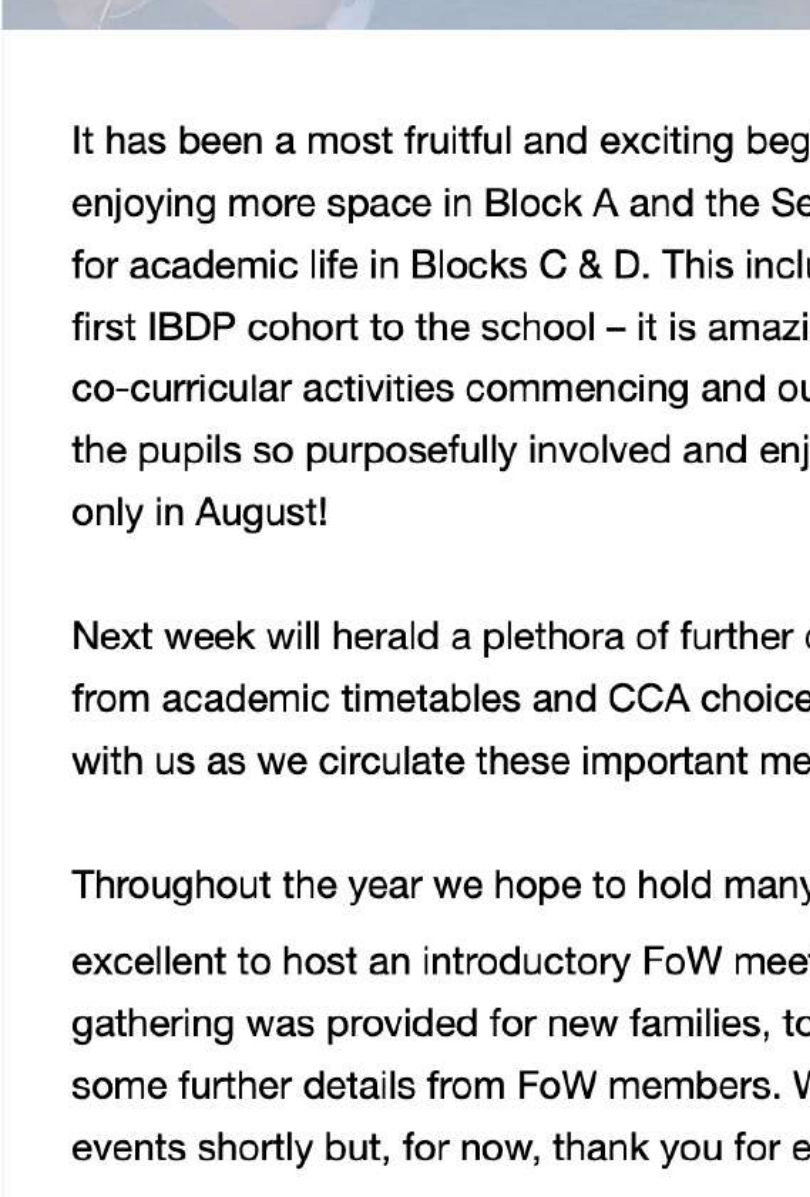 It has been a most fruitful and exciting beg
enjoying more space in Block A and the Se
for academic life in Blocks C & D. This incl
first IBDP cohort to the school – it is amazi
co-curricular activities commencing and ou
the pupils so purposefully involved and enj
only in August!
Next week will herald a plethora of further
from academic timetables and CCA choice
with us as we circulate these important me
Throughout the year we hope to hold many
excellent to host an introductory FoW mee
gathering was provided for new families, to
some further details from FoW members. W
events shortly but, for now, thank you for e